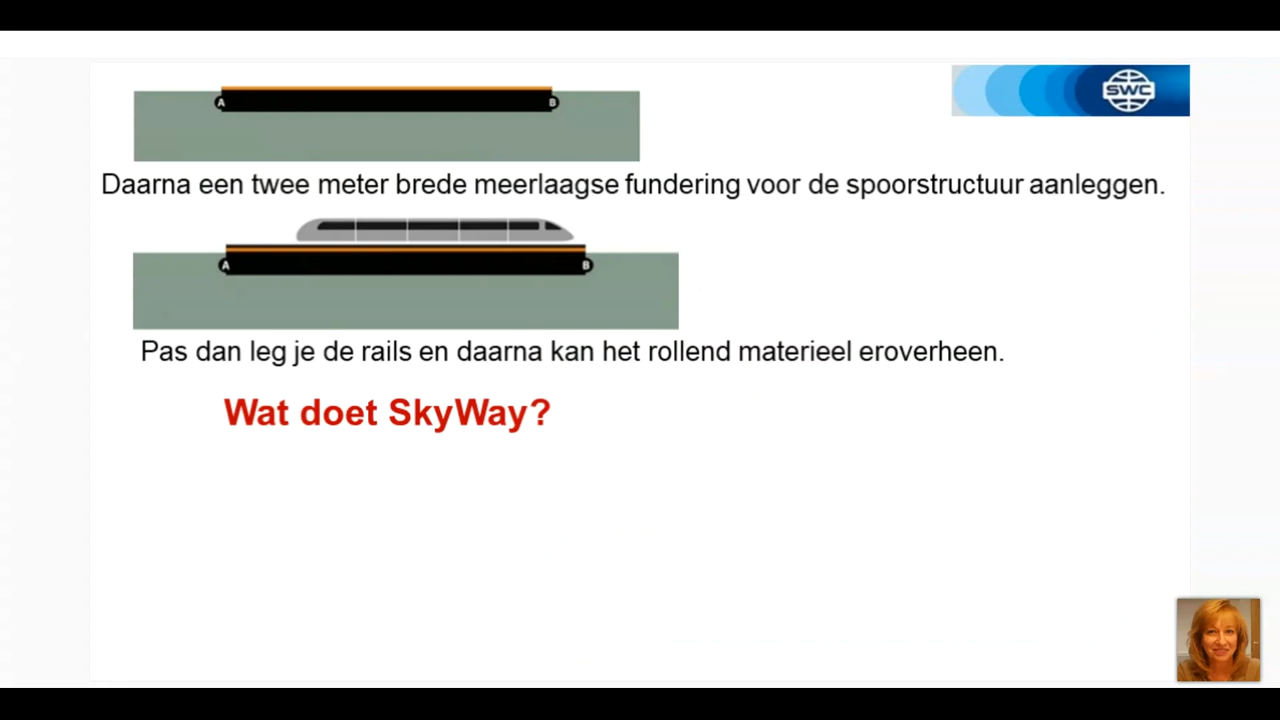 A B
SWC
Daarna een twee meter brede meerlaagse fundering voor de spoorstructuur aanleggen.
A B
Pas dan leg je de rails en daarna kan het rollend materieel eroverheen.
Wat doet SkyWay?